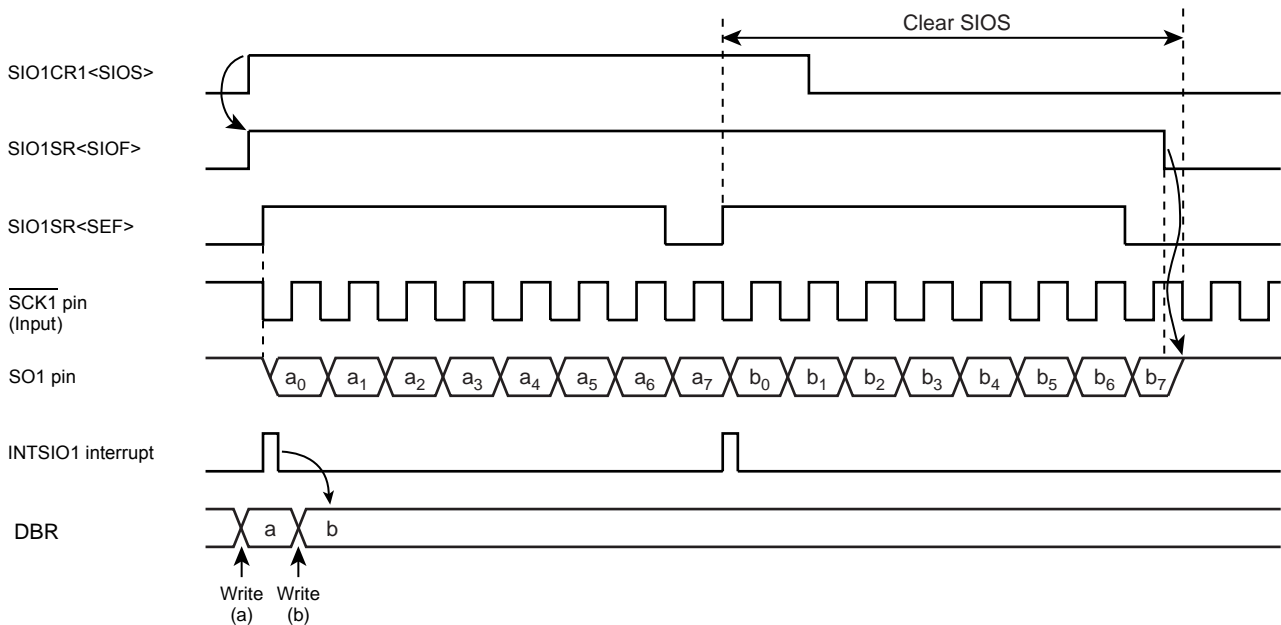 Clear SIOS
SIO1CR1<SIOS>
SIO1SR<SIOF>
SIO1SR<SEF>
SCK1 pin
(Input)
SO1 pin
a0 a1 a2 a3 a4 a5 a6 a7 b0 b1 b2 b3 b4 b5 b6 b7
INTSIO1 interrupt
DBR
a b
Write Write
(a) (b)